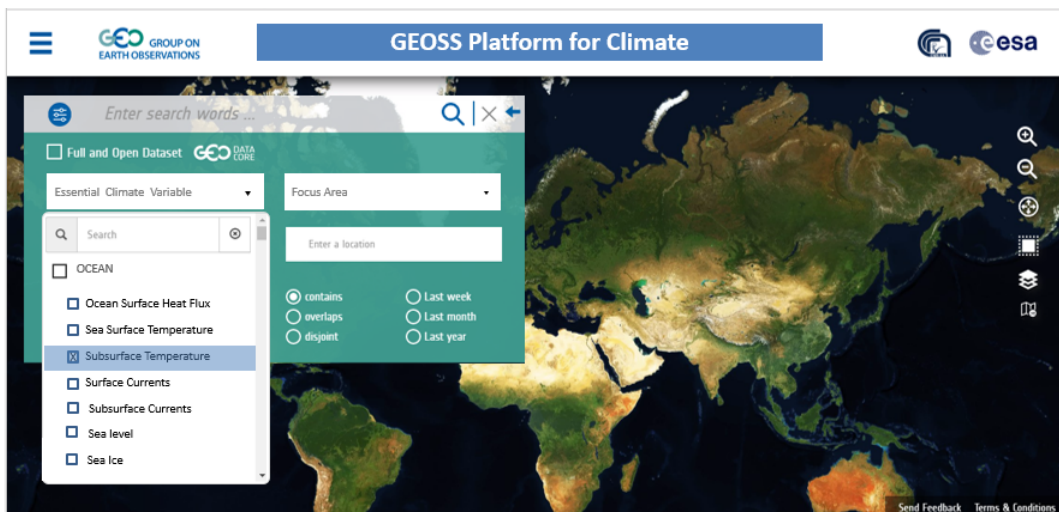 GEO GROUP ON
EARTH OBSERVATIONS
GEOSS Platform for Climate
esa
Enter search words ...
Full and Open Dataset GEO DATA
CORE
Essential Climate Variable
Focus Area
Search
Enter a location
OCEAN
Ocean Surface Heat Flux
contains
Last week
Sea Surface Temperature
overlaps
Last month
Subsurface Temperature
disjoint
Last year
Surface Currents
Subsurface Currents
Sea level
Sea Ice
Send Feedback Terms & Conditions